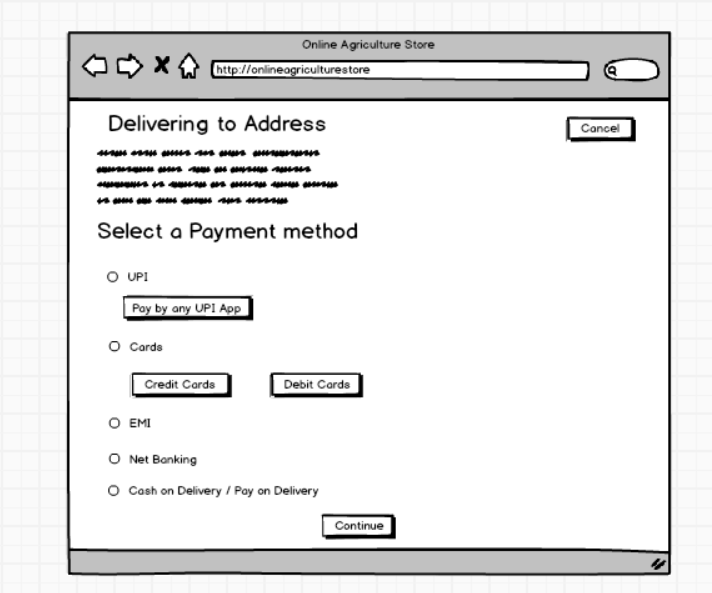 Online Agriculture Store
http://onlineagriculturestore
Delivering to Address
Cancel
Select a Payment method
UPI
Pay by any UPI App
Cards
Credit Cards
Debit Cards
EMI
Net Banking
Cash on Delivery / Pay on Delivery
Continue